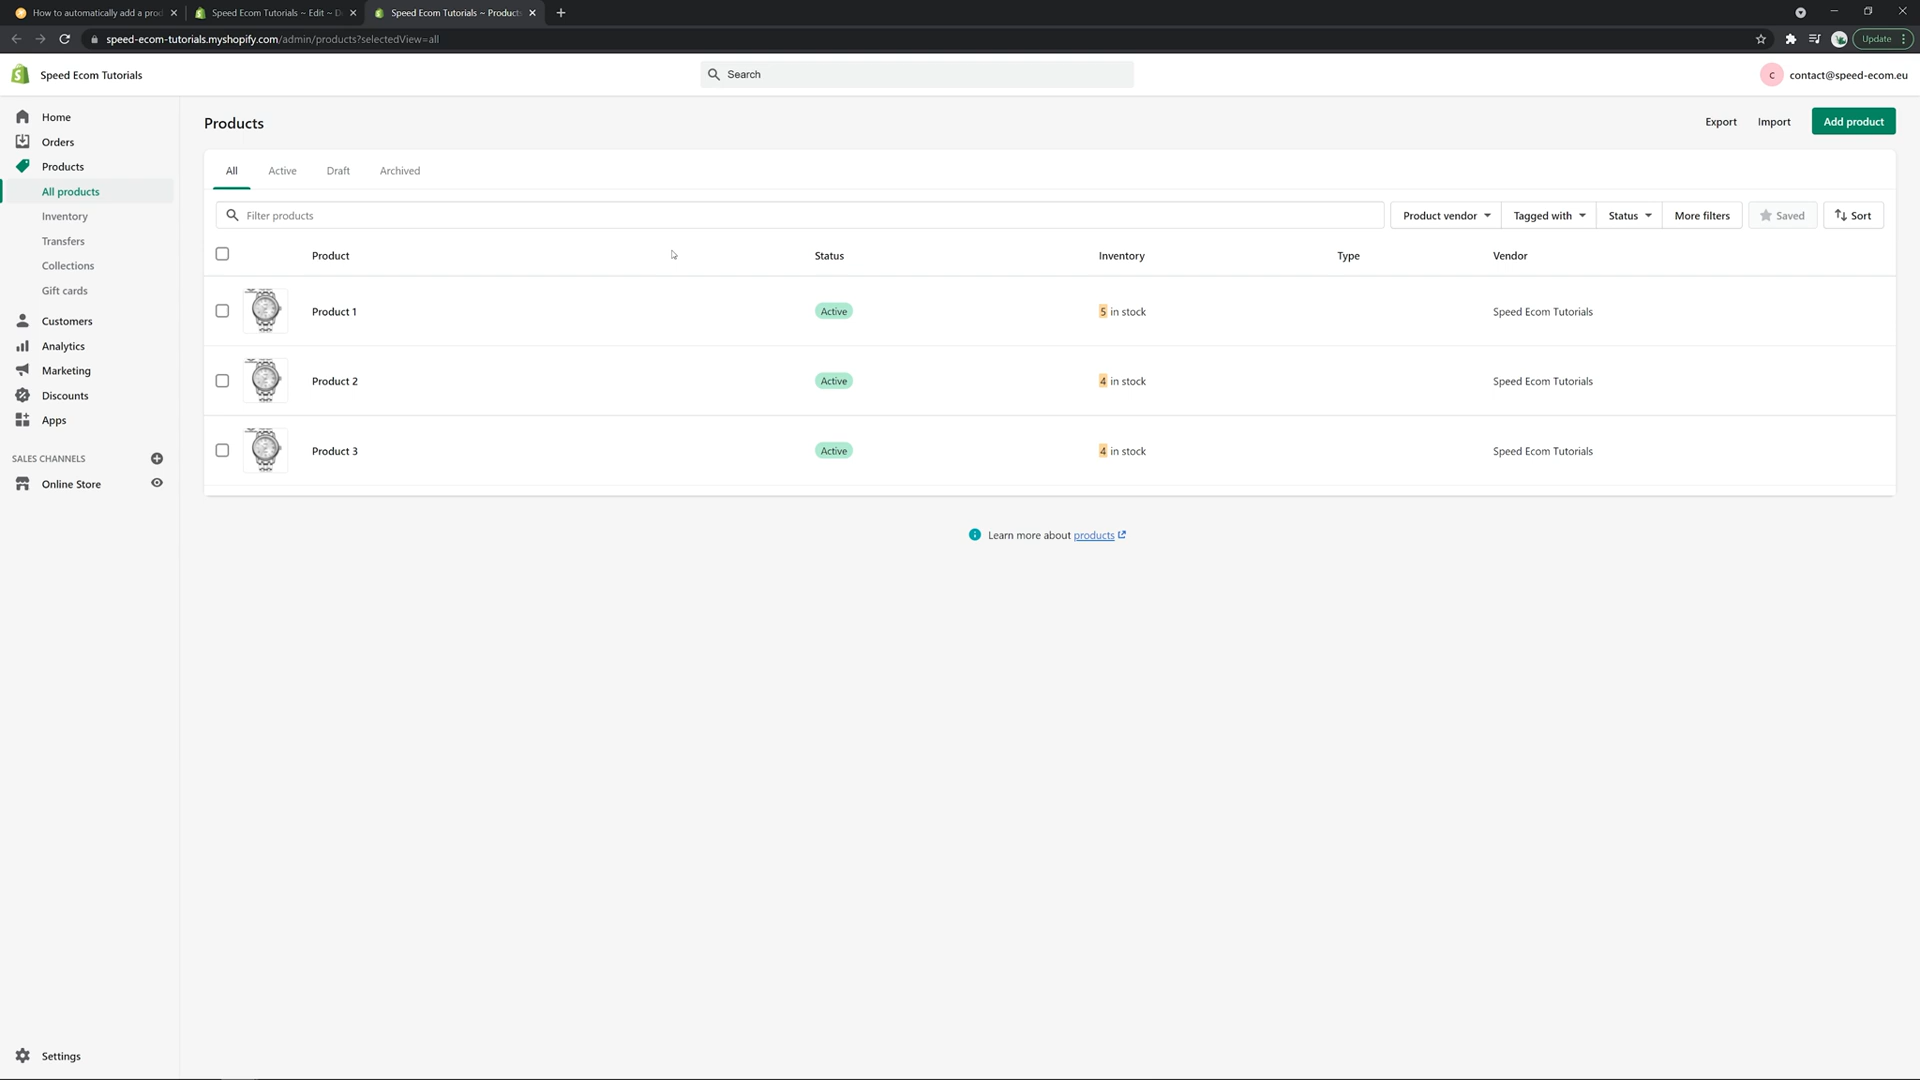 How to automatically add a prod
Speed Ecom Tutorials ~ Edit ~ D
Speed Ecom Tutorials ~ Products
speed-ecom-tutorials.myshopify.com/admin/products?selectedView=all
Update
Speed Ecom Tutorials
Search
c contact@speed-ecom.eu
Home
Orders
Products
All products
Inventory
Transfers
Collections
Gift cards
Customers
Analytics
Marketing
Discounts
Apps
SALES CHANNELS
Online Store
Settings
Products
Export Import Add product
All Active Draft Archived
Filter products Product vendor Tagged with Status More filters Saved Sort
Product Status Inventory Type Vendor
Product 1 Active 5 in stock Speed Ecom Tutorials
Product 2 Active 4 in stock Speed Ecom Tutorials
Product 3 Active 4 in stock Speed Ecom Tutorials
Learn more about products